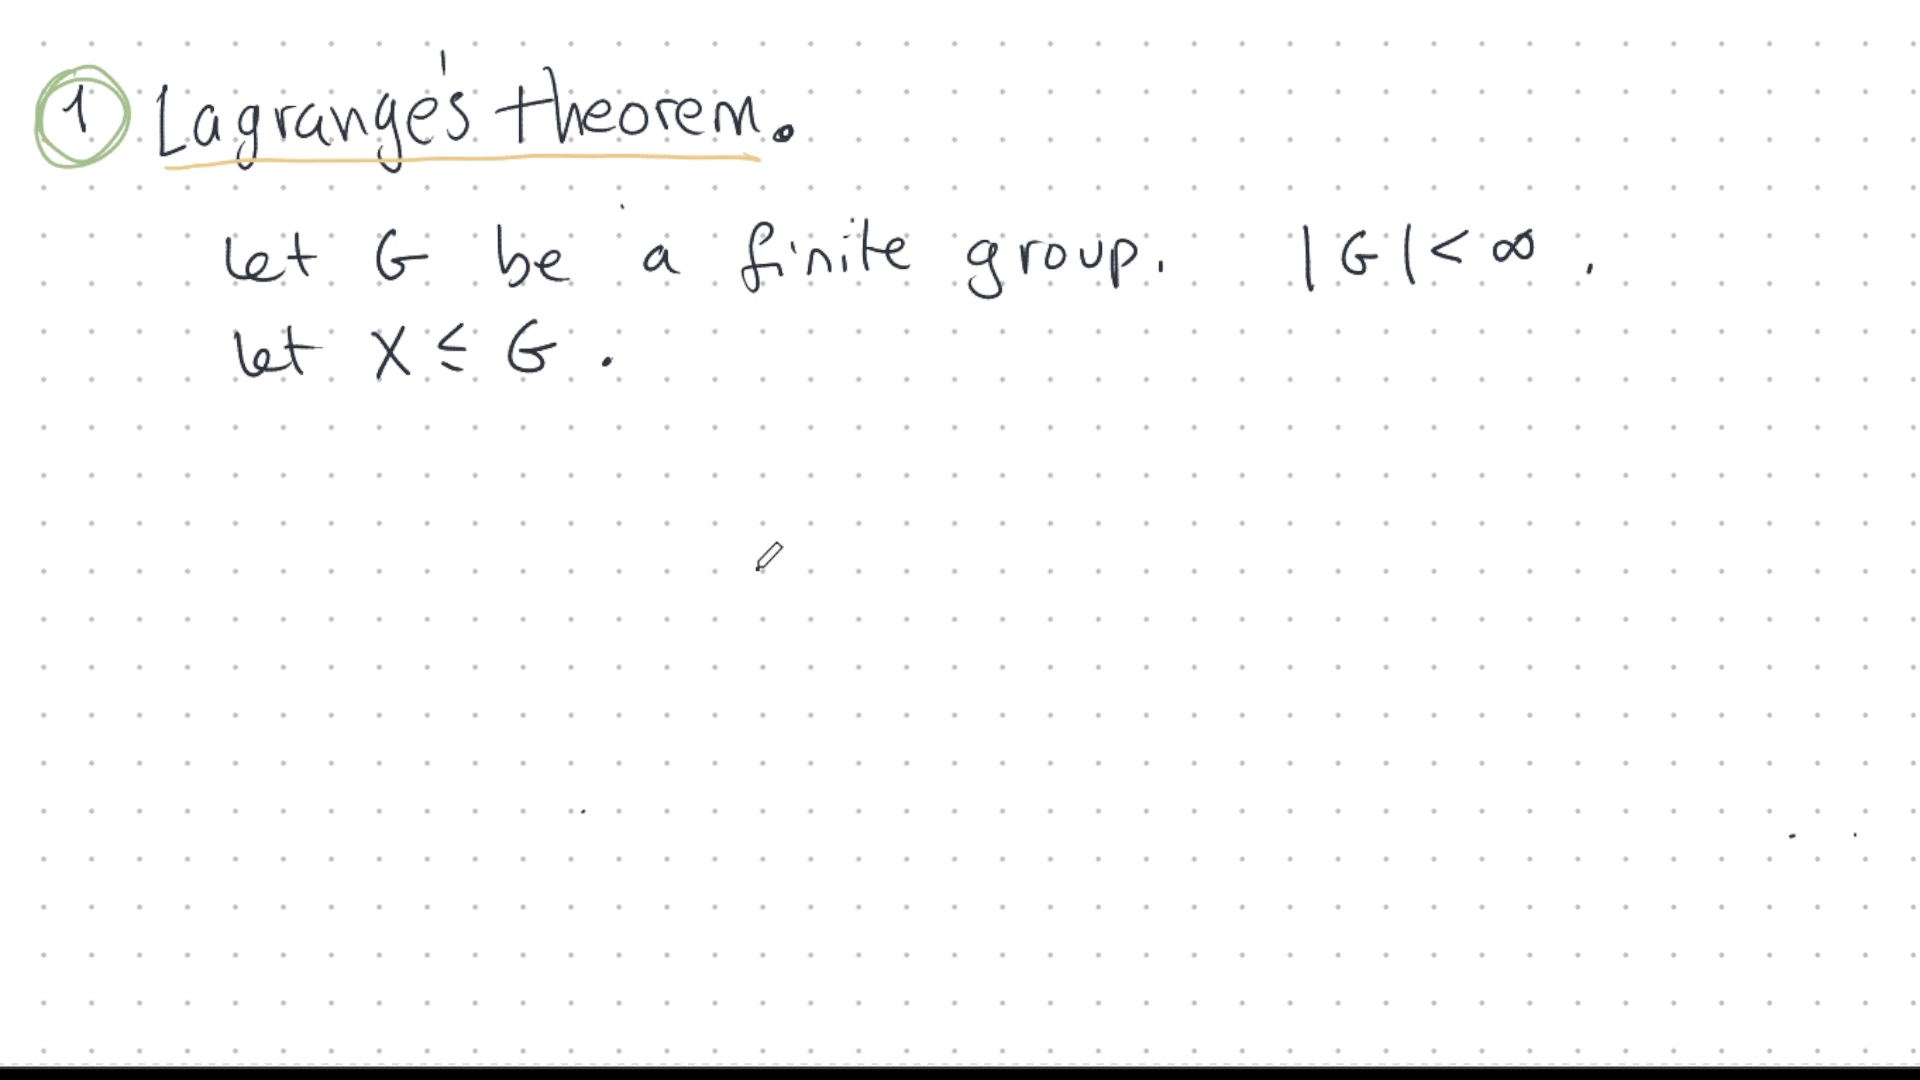 1 Lagrange's theorem.
Let G be a finite group. |G| < ∞.
Let X ≤ G.